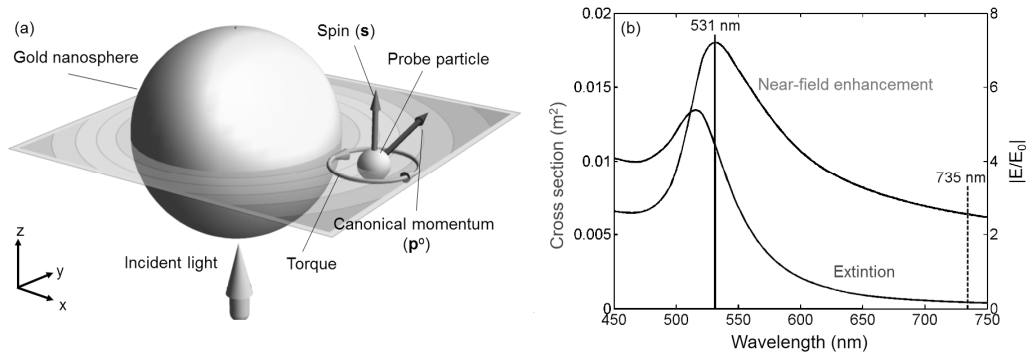 (a)
Spin (s)
Gold nanosphere
Probe particle
Canonical momentum
(pᵒ)
Incident light
Torque
z
y
x
(b)
531 nm
Near-field enhancement
735 nm
Extintion
0.02
0.015
0.01
0.005
0
Cross section (m²)
8
6
4
2
0
|E/E₀|
450 500 550 600 650 700 750
Wavelength (nm)